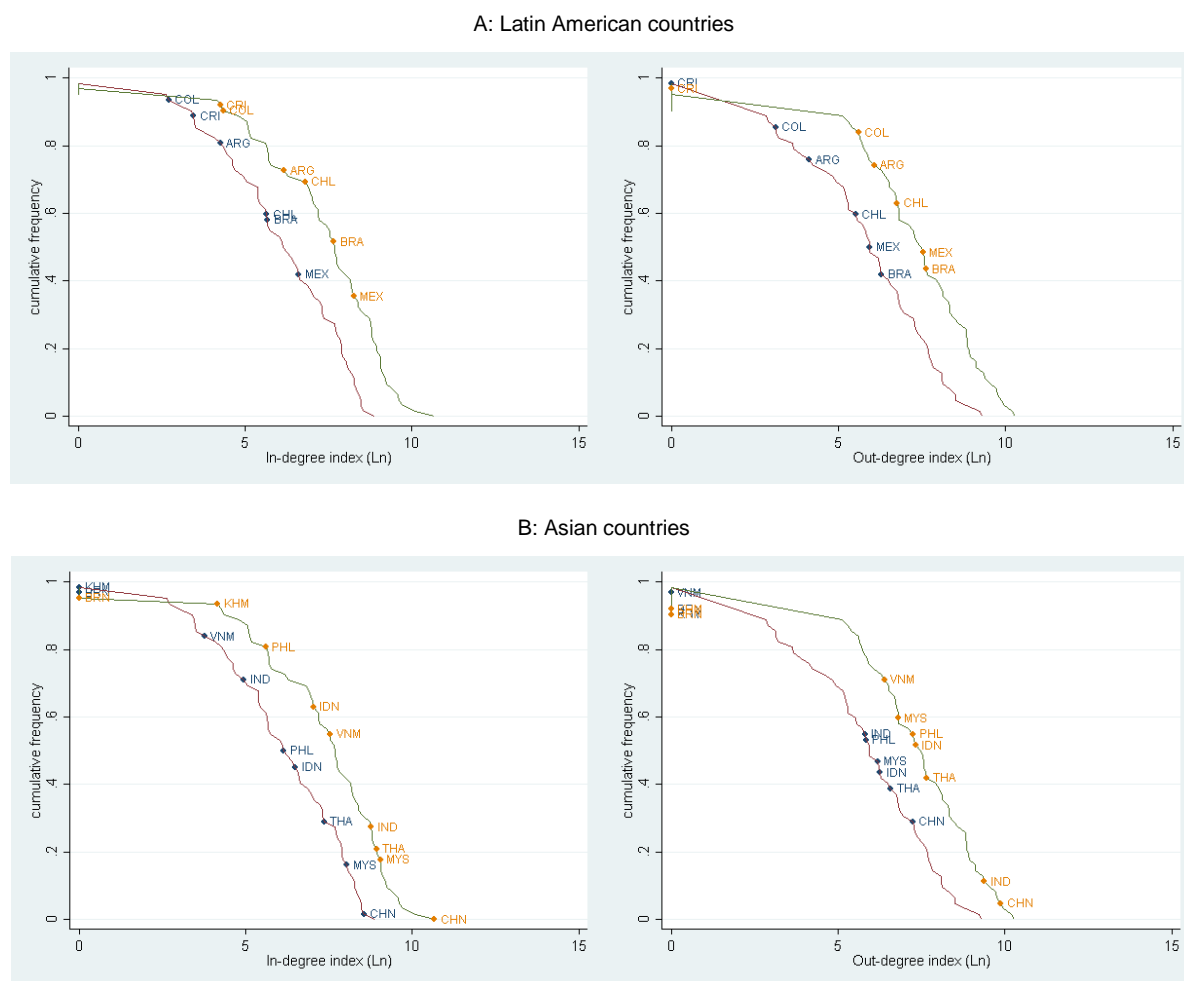 A: Latin American countries
cumulative frequency
0 .2 .4 .6 .8 1
COL
CRI
ARG
CHL
BRA
MEX
CRI
COL
ARG
CHL
BRA
MEX
0 5 10 15
In-degree index (Ln)
cumulative frequency
0 .2 .4 .6 .8 1
CRI
CRI
COL
ARG
CHL
MEX
BRA
COL
ARG
CHL
MEX
BRA
0 5 10 15
Out-degree index (Ln)
B: Asian countries
cumulative frequency
0 .2 .4 .6 .8 1
KHM
BRN
VNM
IND
PHL
IDN
THA
MYS
CHN
KHM
PHL
IDN
VNM
IND
THA
MYS
CHN
0 5 10 15
In-degree index (Ln)
cumulative frequency
0 .2 .4 .6 .8 1
VNM
IND
PHL
MYS
IDN
THA
CHN
VNM
MYS
PHL
IDN
THA
IND
CHN
0 5 10 15
Out-degree index (Ln)